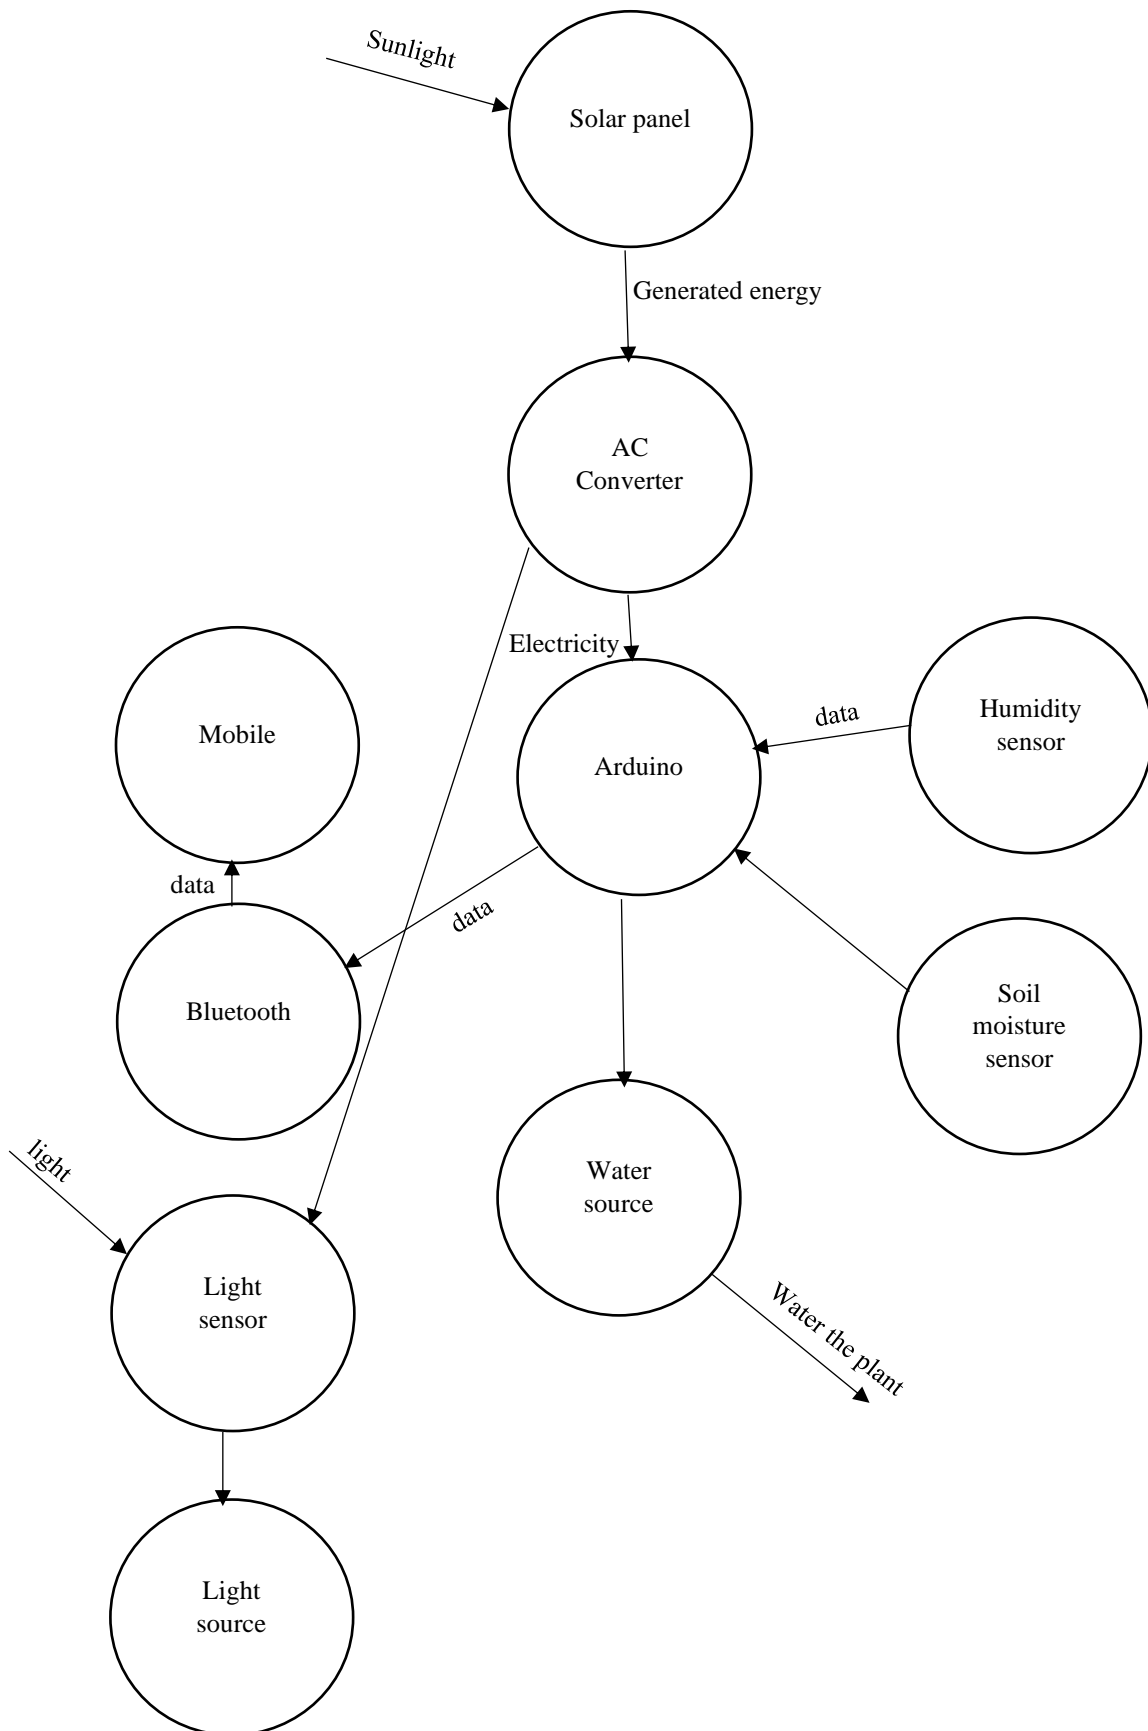 Sunlight
Solar panel
Generated energy
AC
Converter
Electricity
Mobile
Arduino
data
Humidity
sensor
data
data
Bluetooth
Soil
moisture
sensor
light
Water
source
Light
sensor
Water the plant
Light
source